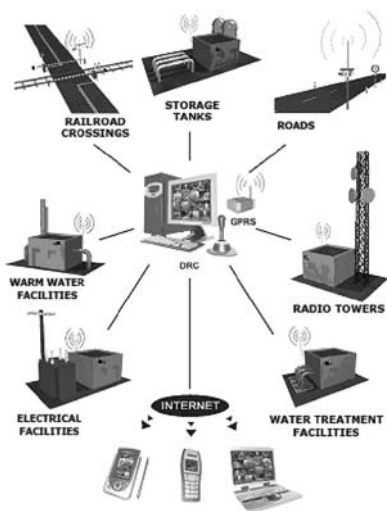 RAILROAD
CROSSINGS
STORAGE
TANKS
ROADS
GPRS
DRC
WARM WATER
FACILITIES
RADIO TOWERS
ELECTRICAL
FACILITIES
INTERNET
WATER TREATMENT
FACILITIES